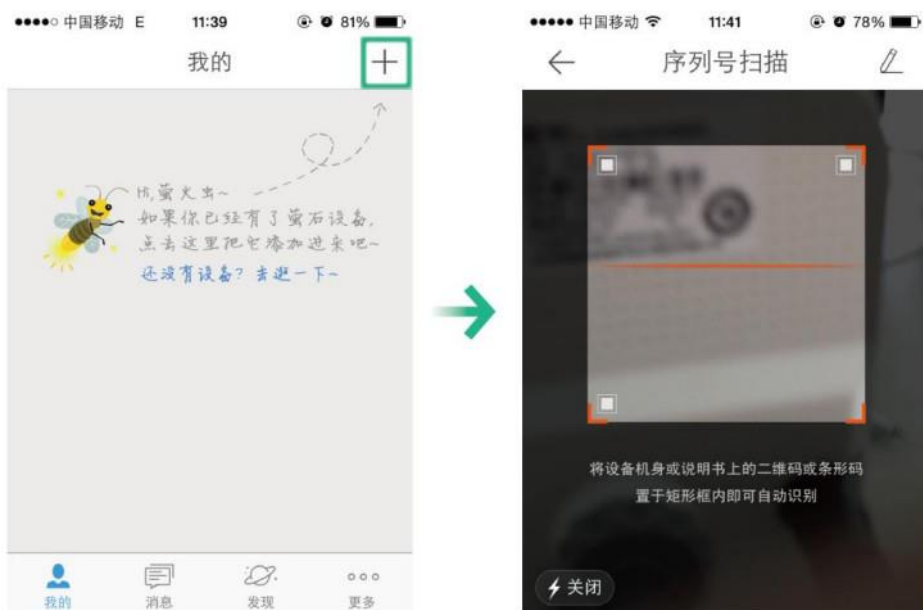 中国移动 E 11:39 81%
我的
Hi,萤火虫~
如果你已经有了萤石设备,
点击这里把它添加进来吧~
还没有设备? 去逛一下~
我的 消息 发现 更多
中国移动 11:41 78%
序列号扫描
将设备机身或说明书上的二维码或条形码
置于矩形框内即可自动识别
关闭